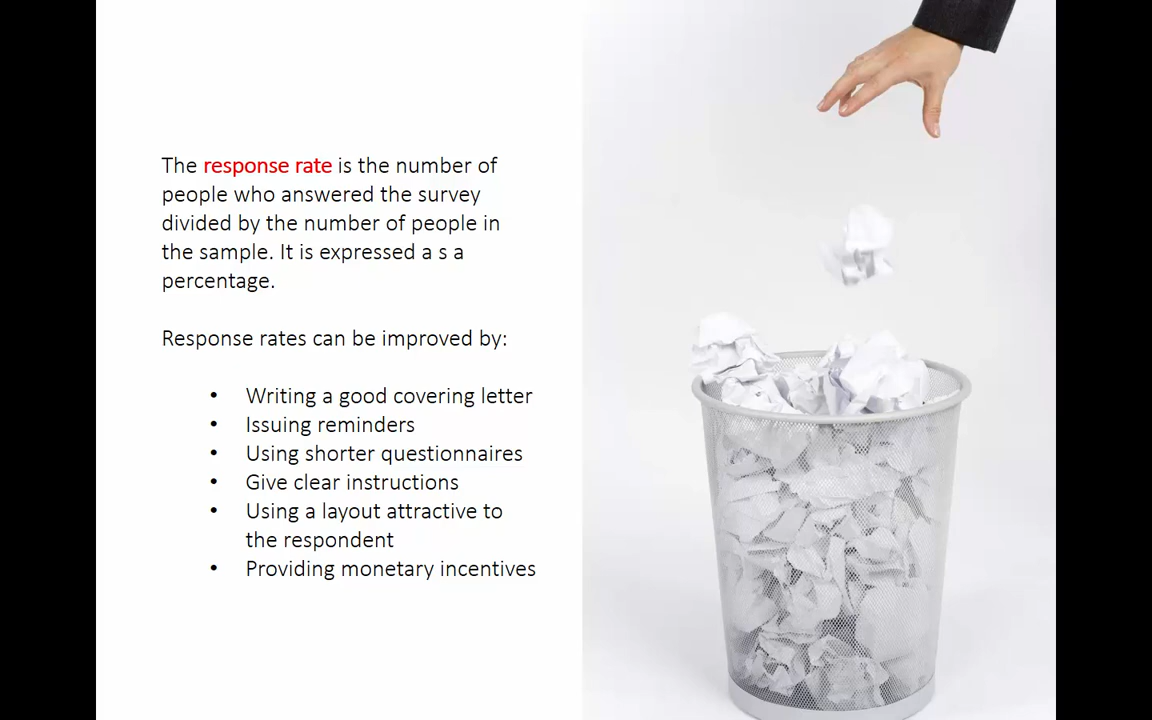 The response rate is the number of
people who answered the survey
divided by the number of people in
the sample. It is expressed a s a
percentage.
Response rates can be improved by:
• Writing a good covering letter
• Issuing reminders
• Using shorter questionnaires
• Give clear instructions
• Using a layout attractive to
the respondent
• Providing monetary incentives